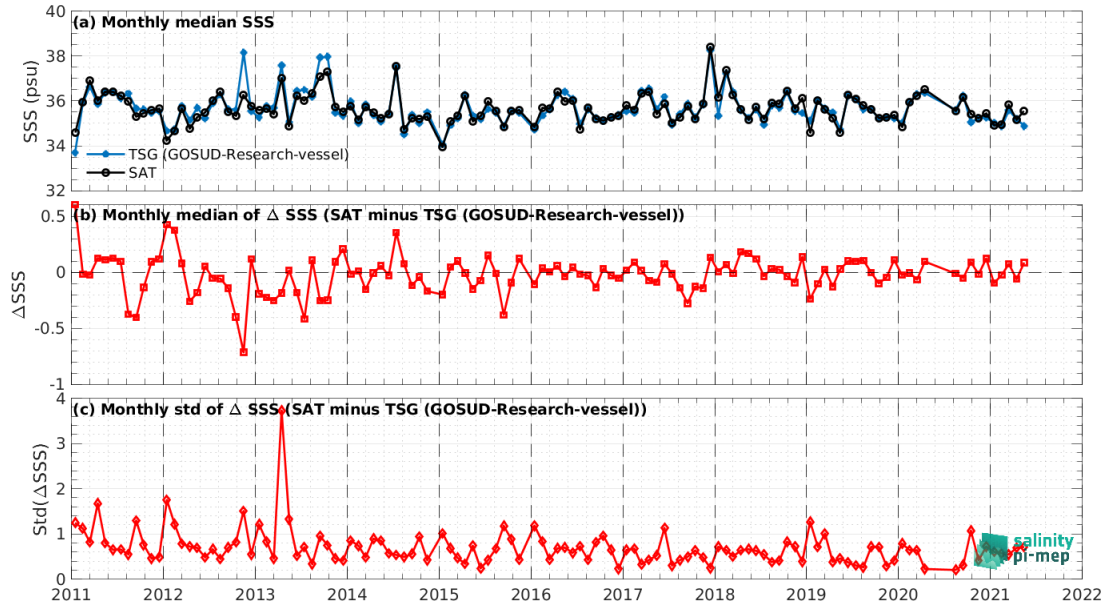 (a) Monthly median SSS
40
38
36
34
32
SSS (psu)
TSG (GOSUD-Research-vessel)
SAT
(b) Monthly median of Δ SSS (SAT minus TSG (GOSUD-Research-vessel))
0.5
0
-0.5
-1
ΔSSS
(c) Monthly std of Δ SSS (SAT minus TSG (GOSUD-Research-vessel))
4
3
2
1
0
Std(ΔSSS)
salinity
pi-mep
2011 2012 2013 2014 2015 2016 2017 2018 2019 2020 2021 2022